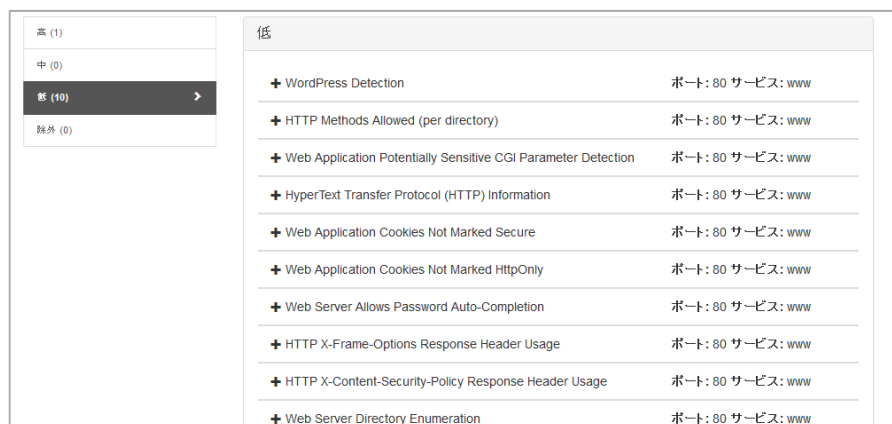 高 (1)
中 (0)
低 (10)
除外 (0)
低
WordPress Detection ポート: 80 サービス: www
HTTP Methods Allowed (per directory) ポート: 80 サービス: www
Web Application Potentially Sensitive CGI Parameter Detection ポート: 80 サービス: www
HyperText Transfer Protocol (HTTP) Information ポート: 80 サービス: www
Web Application Cookies Not Marked Secure ポート: 80 サービス: www
Web Application Cookies Not Marked HttpOnly ポート: 80 サービス: www
Web Server Allows Password Auto-Completion ポート: 80 サービス: www
HTTP X-Frame-Options Response Header Usage ポート: 80 サービス: www
HTTP X-Content-Security-Policy Response Header Usage ポート: 80 サービス: www
Web Server Directory Enumeration ポート: 80 サービス: www